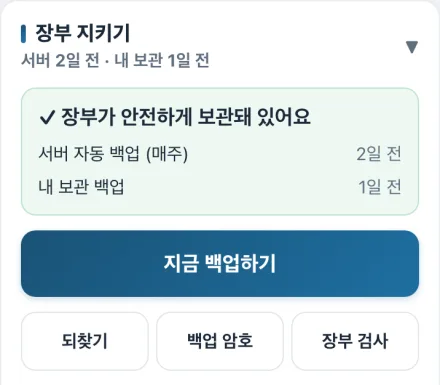 장부 지키기
서버 2일 전 · 내 보관 1일 전
▼
✓ 장부가 안전하게 보관돼 있어요
서버 자동 백업 (매주) 2일 전
내 보관 백업 1일 전
지금 백업하기
되찾기 백업 암호 장부 검사